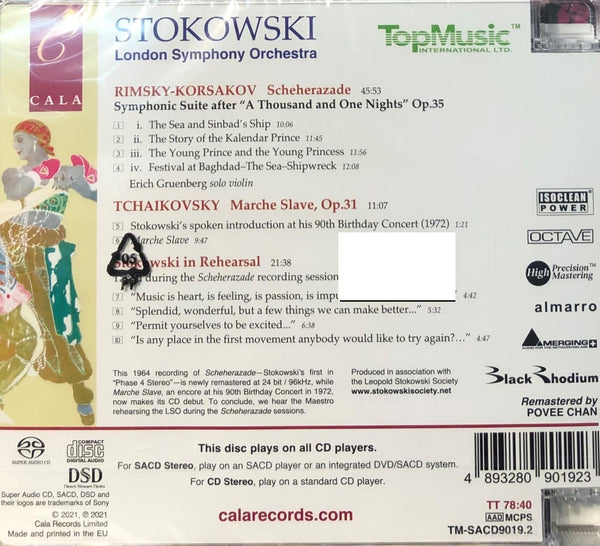 CALA
STOKOWSKI
London Symphony Orchestra
TopMusic™
INTERNATIONAL LTD.
RIMSKY-KORSAKOV Scheherazade 45:53
Symphonic Suite after “A Thousand and One Nights” Op.35
1 i. The Sea and Sinbad's Ship 10:06
2 ii. The Story of the Kalendar Prince 11:45
3 iii. The Young Prince and the Young Princess 11:56
4 iv. Festival at Baghdad–The Sea–Shipwreck 12:08
Erich Gruenberg solo violin
TCHAIKOVSKY Marche Slave, Op.31 11:07
5 Stokowski's spoken introduction at his 90th Birthday Concert (1972) 1:21
6 Marche Slave 9:47
05
Stokowski in Rehearsal 21:38
during the Scheherazade recording session
7 “Music is heart, is feeling, is passion, is 4:42
8 “Splendid, wonderful, but a few things we can make better...” 5:32
9 “Permit yourselves to be excited...” 6:38
10 “Is any place in the first movement anybody would like to try again?...” 4:47
This 1964 recording of Scheherazade—Stokowski's first in
“Phase 4 Stereo”—is newly remastered at 24 bit / 96kHz, while
Marche Slave, an encore at his 90th Birthday Concert in 1972,
now makes its CD debut. To conclude, we hear the Maestro
rehearsing the LSO during the Scheherazade sessions.
Produced in association with
the Leopold Stokowski Society
www.stokowskisociety.net
ISOCLEAN
POWER
OCTAVE
High Precision™
Mastering
almarro
MERGING
Black Rhodium
Remastered by
POVEE CHAN
SUPER AUDIO CD
COMPACT
disc
DIGITAL AUDIO
DSD
Direct Stream Digital
Super Audio CD, SACD, DSD and
their logos are trademarks of Sony
© 2021, ℗ 2021
Cala Records Limited
Made and printed in the EU
This disc plays on all CD players.
For SACD Stereo, play on an SACD player or an integrated DVD/SACD system.
For CD Stereo, play on a standard CD player.
calarecords.com
4 893280 901923
TT 78:40
AAD MCPS
TM-SACD9019.2